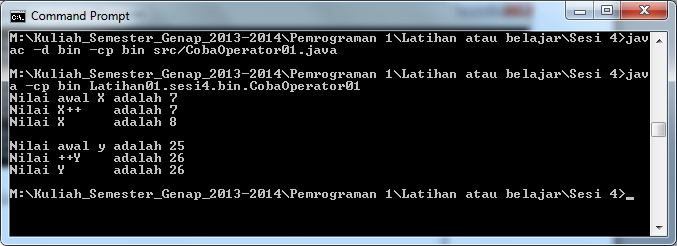 Command Prompt
M:\Kuliah_Semester_Genap_2013-2014\Pemrograman 1\Latihan atau belajar\Sesi 4>jav
ac -d bin -cp bin src/CobaOperator01.java
M:\Kuliah_Semester_Genap_2013-2014\Pemrograman 1\Latihan atau belajar\Sesi 4>jav
a -cp bin Latihan01.sesi4.bin.CobaOperator01
Nilai awal X adalah 7
Nilai X++    adalah 7
Nilai X      adalah 8
Nilai awal y adalah 25
Nilai ++Y    adalah 26
Nilai Y      adalah 26
M:\Kuliah_Semester_Genap_2013-2014\Pemrograman 1\Latihan atau belajar\Sesi 4>_